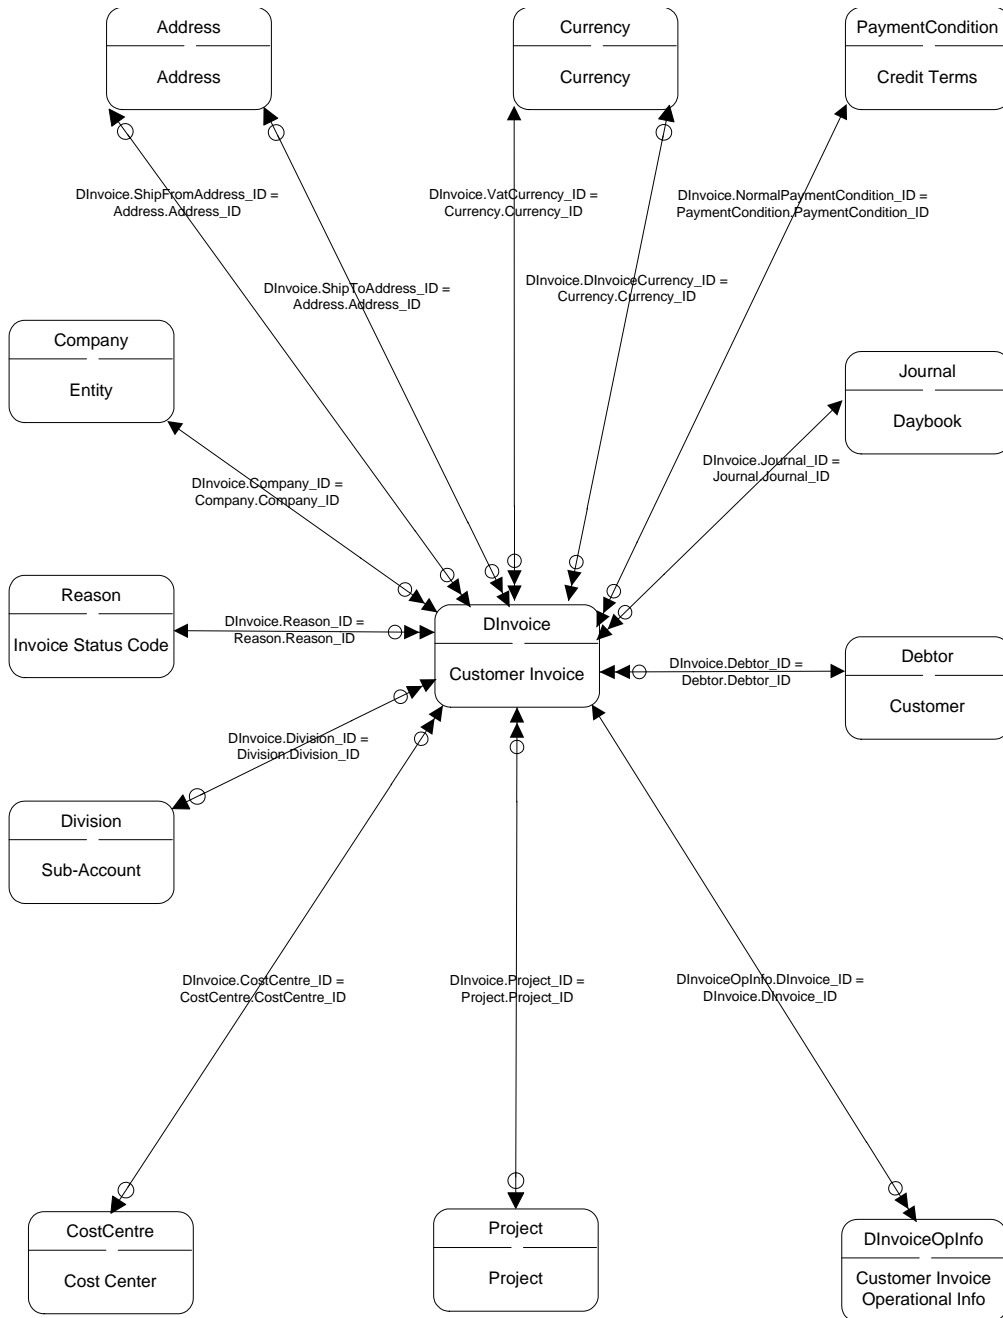 Address
Address
Currency
Currency
PaymentCondition
Credit Terms
DInvoice.ShipFromAddress_ID =
Address.Address_ID
DInvoice.VatCurrency_ID =
Currency.Currency_ID
DInvoice.NormalPaymentCondition_ID =
PaymentCondition.PaymentCondition_ID
DInvoice.ShipToAddress_ID =
Address.Address_ID
DInvoice.DInvoiceCurrency_ID =
Currency.Currency_ID
Company
Entity
Journal
Daybook
DInvoice.Company_ID =
Company.Company_ID
DInvoice.Journal_ID =
Journal.Journal_ID
Reason
Invoice Status Code
DInvoice.Reason_ID =
Reason.Reason_ID
DInvoice
Customer Invoice
DInvoice.Debtor_ID =
Debtor.Debtor_ID
Debtor
Customer
DInvoice.Division_ID =
Division.Division_ID
Division
Sub-Account
DInvoice.CostCentre_ID =
CostCentre.CostCentre_ID
DInvoice.Project_ID =
Project.Project_ID
DInvoiceOpInfo.DInvoice_ID =
DInvoice.DInvoice_ID
CostCentre
Cost Center
Project
Project
DInvoiceOpInfo
Customer Invoice
Operational Info